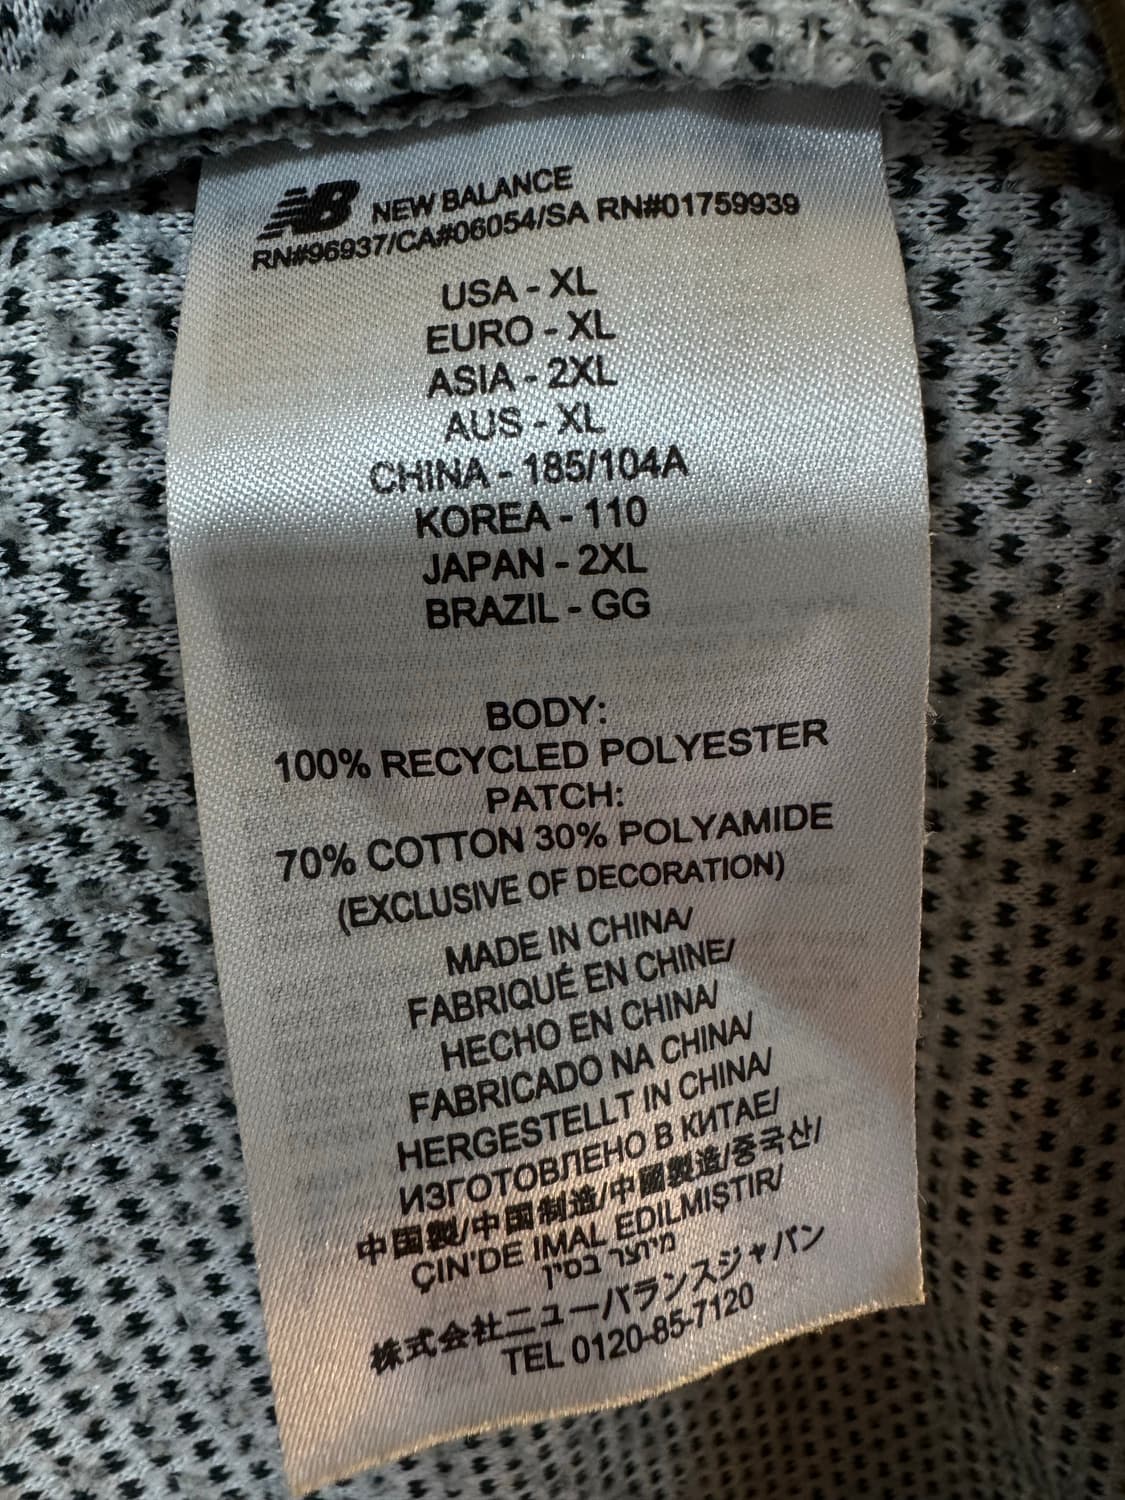 NB NEW BALANCE
RN#96937/CA#06054/SA RN#01759939
USA - XL
EURO - XL
ASIA - 2XL
AUS - XL
CHINA - 185/104A
KOREA - 110
JAPAN - 2XL
BRAZIL - GG
BODY:
100% RECYCLED POLYESTER
PATCH:
70% COTTON 30% POLYAMIDE
(EXCLUSIVE OF DECORATION)
MADE IN CHINA/
FABRIQUÉ EN CHINE/
HECHO EN CHINA/
FABRICADO NA CHINA/
HERGESTELLT IN CHINA/
ИЗГОТОВЛЕНО В КИТАЕ/
中国製/中国制造/中國製造/중국산/
ÇIN'DE IMAL EDILMIŞTIR/
מיוצר בסין
株式会社ニューバランスジャパン
TEL 0120-85-7120